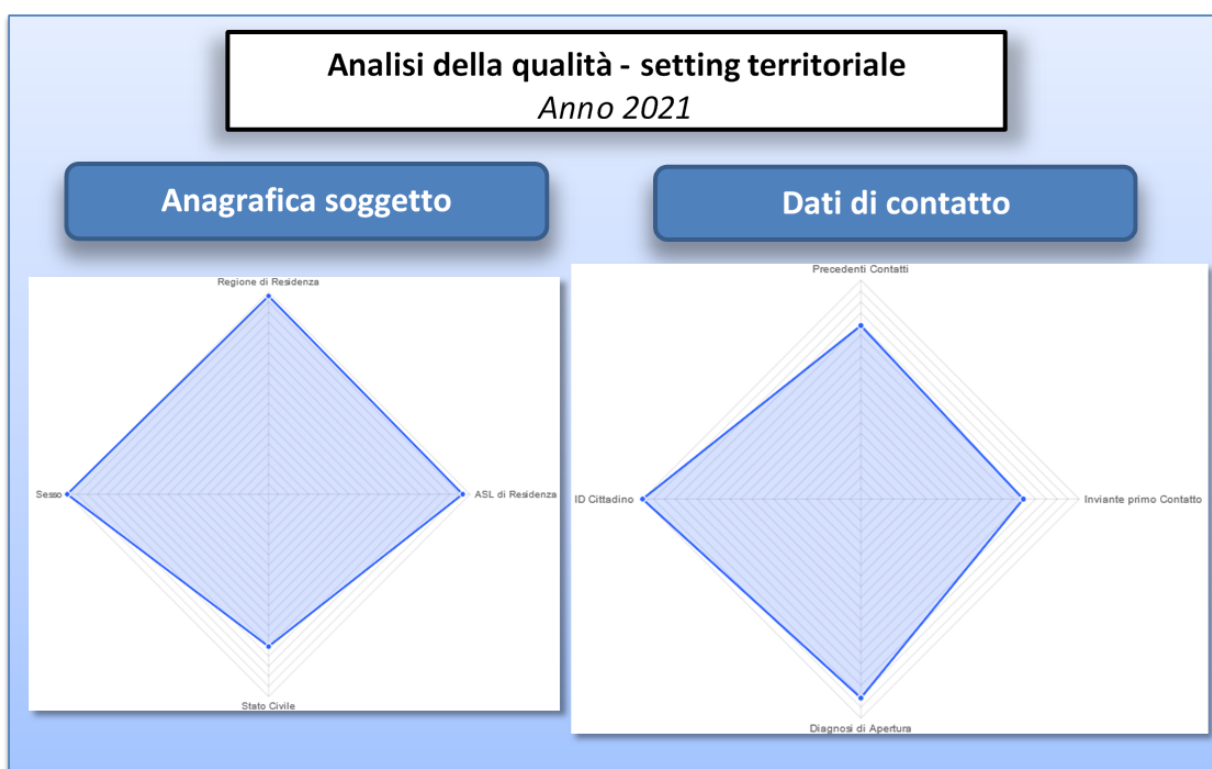 Analisi della qualità - setting territoriale
Anno 2021
Anagrafica soggetto
Dati di contatto
Regione di Residenza
Sesso
ASL di Residenza
Stato Civile
Precedenti Contatti
ID Cittadino
Inviante primo Contatto
Diagnosi di Apertura